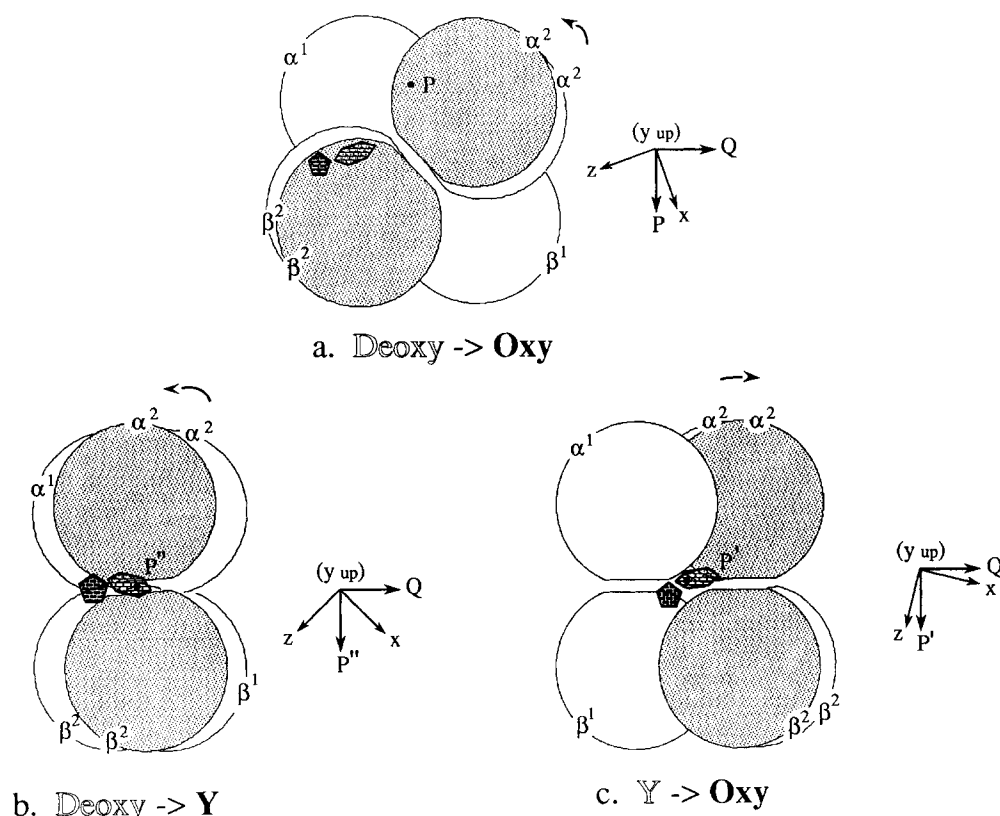 α¹
α²
α²
P
(y up)
Q
z
P
x
β²
β²
β¹
a. Deoxy -> Oxy
α²
α²
α¹
P"
(y up)
Q
z
P"
x
β²
β²
β¹
b. Deoxy -> Y
α²
α²
α¹
P'
(y up)
Q
x
z
P'
β¹
β²
β²
c. Y -> Oxy